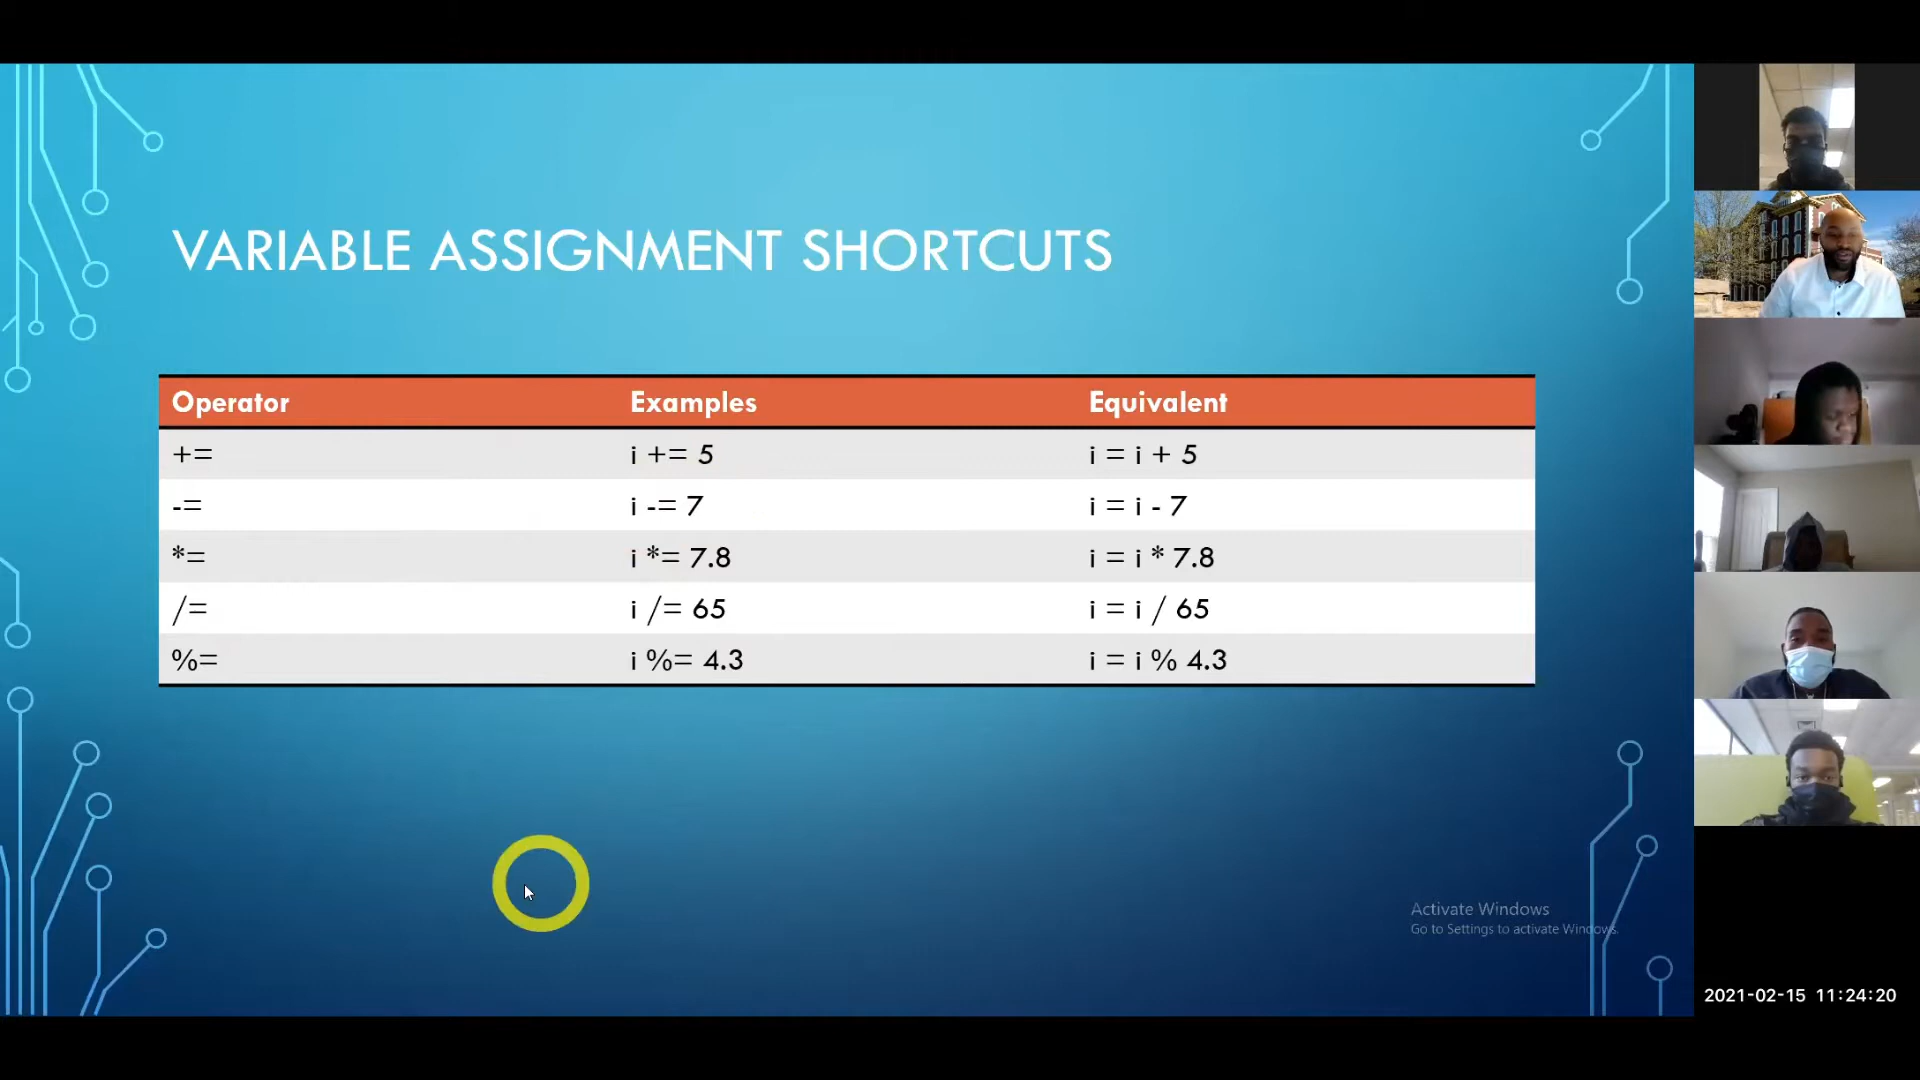 VARIABLE ASSIGNMENT SHORTCUTS
Operator Examples Equivalent
+= i += 5 i = i + 5
-= i -= 7 i = i - 7
*= i *= 7.8 i = i * 7.8
/= i /= 65 i = i / 65
%= i %= 4.3 i = i % 4.3
Activate Windows
Go to Settings to activate Windows.
2021-02-15 11:24:20